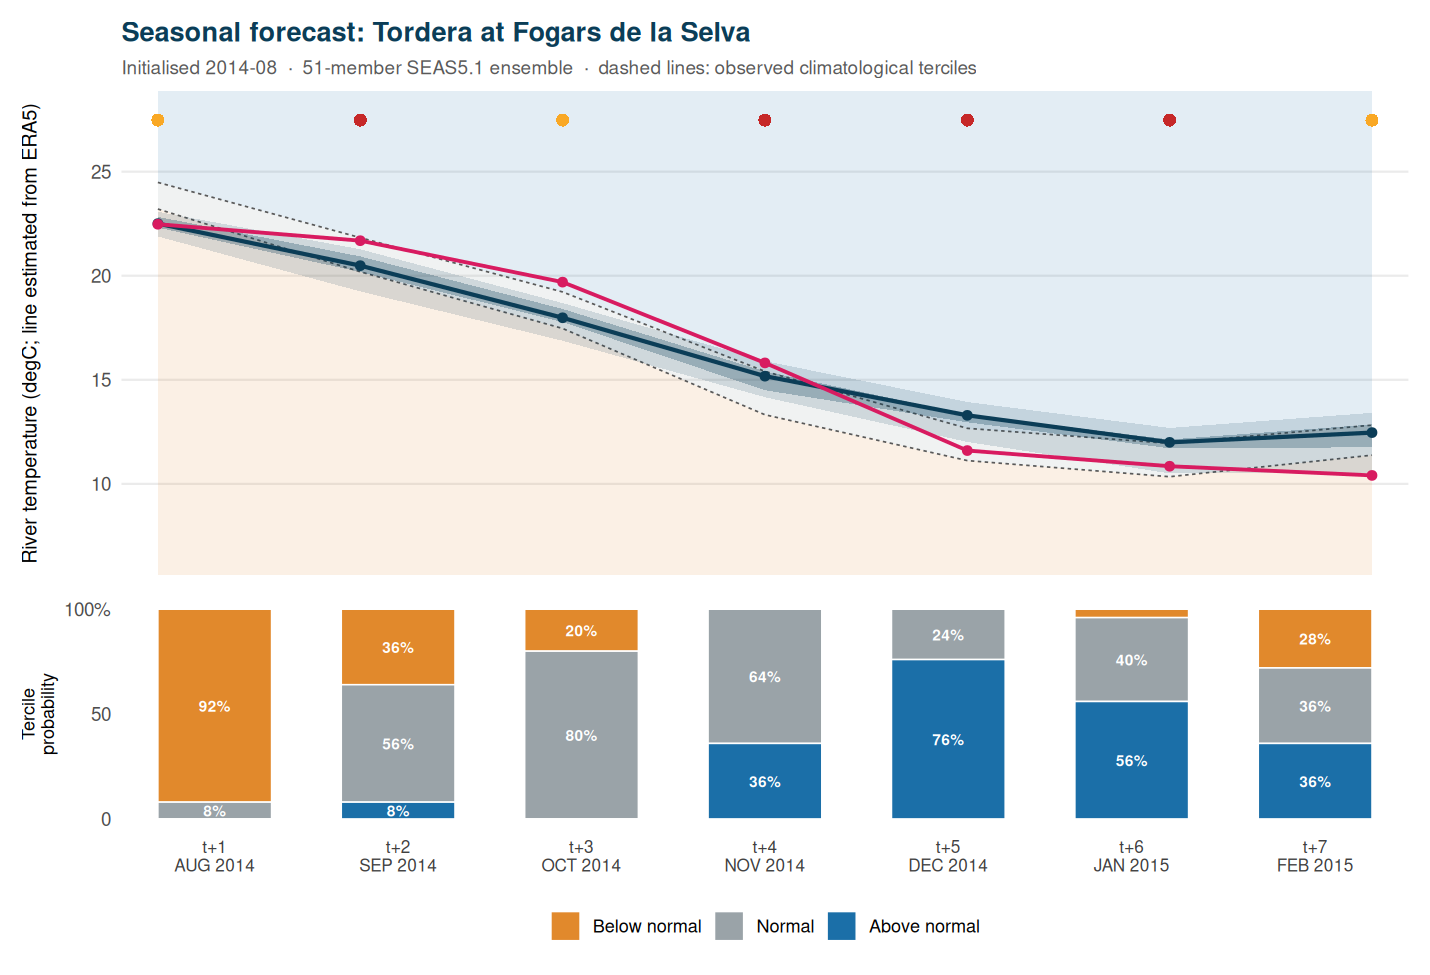 Seasonal forecast: Tordera at Fogars de la Selva
Initialised 2014-08 · 51-member SEAS5.1 ensemble · dashed lines: observed climatological terciles
River temperature (degC; line estimated from ERA5)
25
20
15
10
Tercile
probability
100%
50
0
92%
8%
36%
56%
8%
20%
80%
64%
36%
24%
76%
40%
56%
28%
36%
36%
t+1
AUG 2014
t+2
SEP 2014
t+3
OCT 2014
t+4
NOV 2014
t+5
DEC 2014
t+6
JAN 2015
t+7
FEB 2015
Below normal
Normal
Above normal